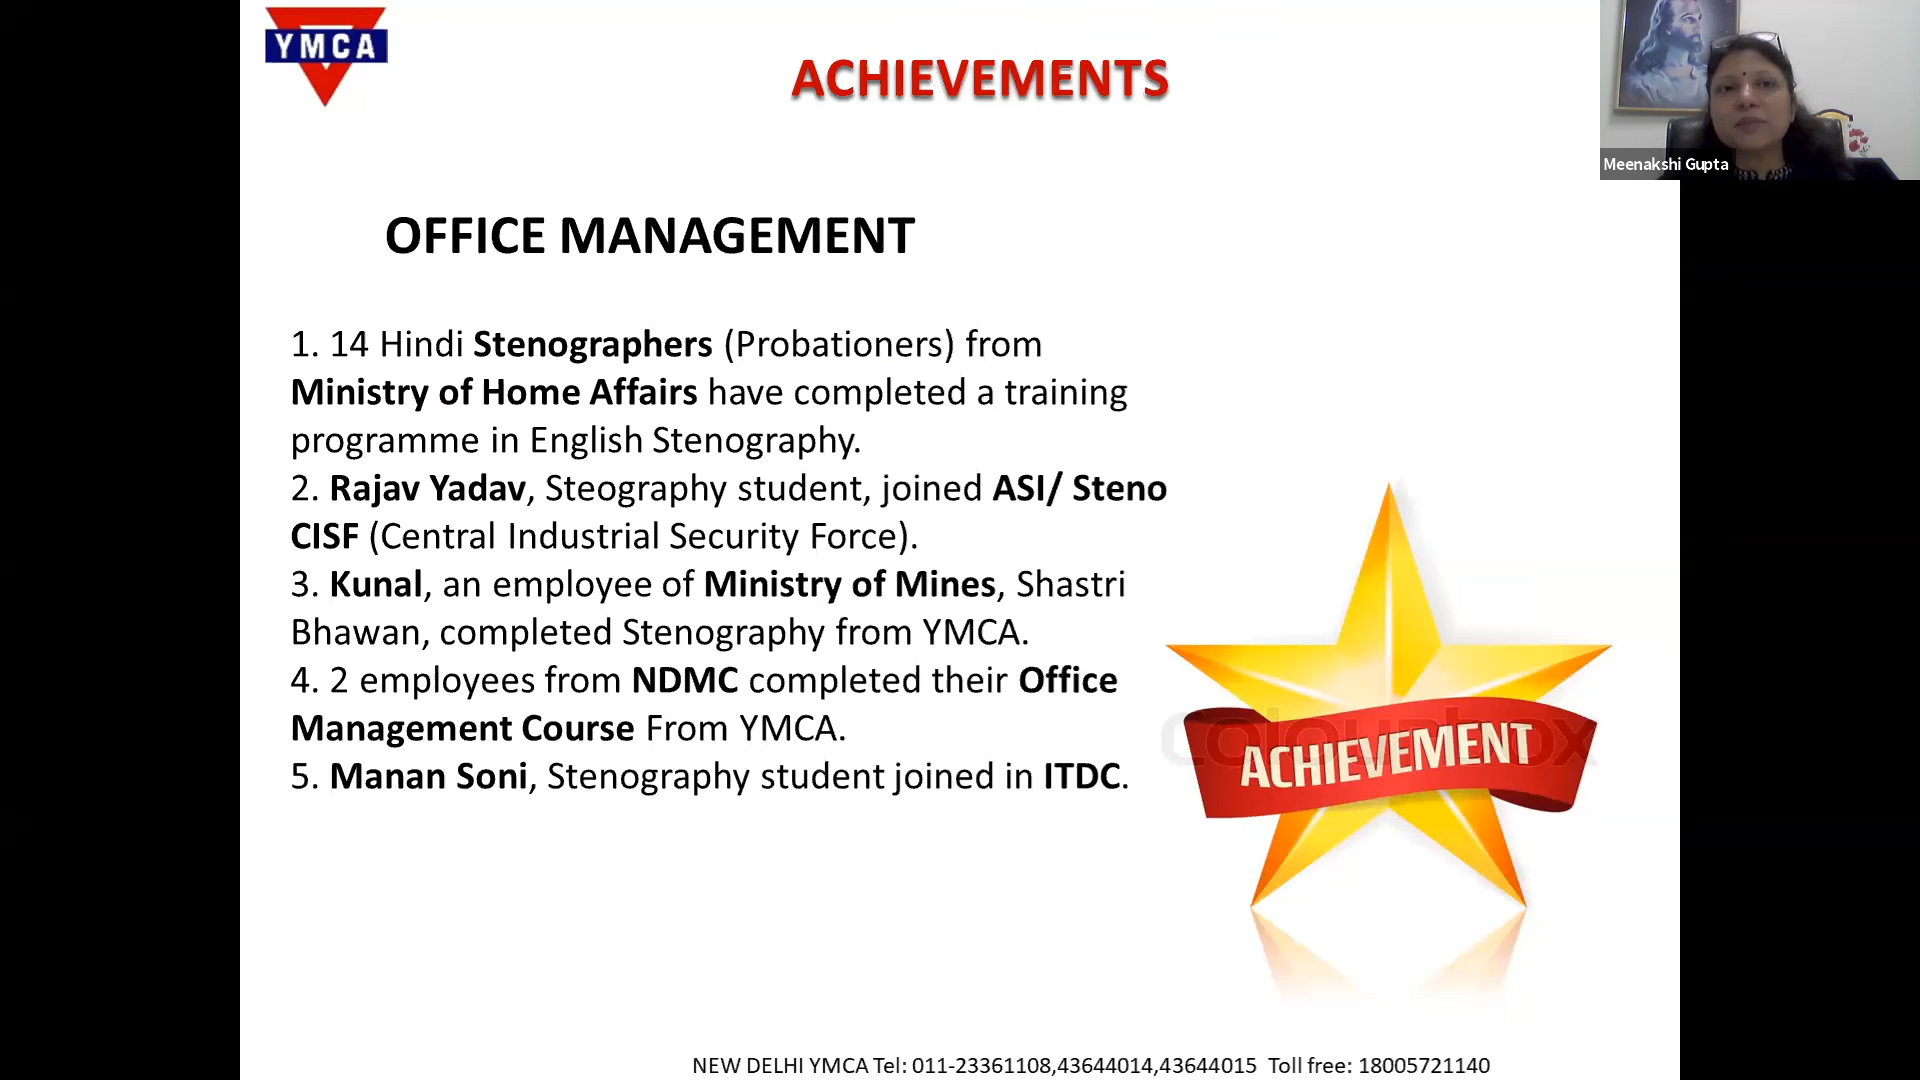 YMCA
ACHIEVEMENTS
Meenakshi Gupta
OFFICE MANAGEMENT
1. 14 Hindi Stenographers (Probationers) from
Ministry of Home Affairs have completed a training
programme in English Stenography.
2. Rajav Yadav, Steography student, joined ASI/ Steno
CISF (Central Industrial Security Force).
3. Kunal, an employee of Ministry of Mines, Shastri
Bhawan, completed Stenography from YMCA.
4. 2 employees from NDMC completed their Office
Management Course From YMCA.
5. Manan Soni, Stenography student joined in ITDC.
colourbox
ACHIEVEMENT
NEW DELHI YMCA Tel: 011-23361108,43644014,43644015 Toll free: 18005721140